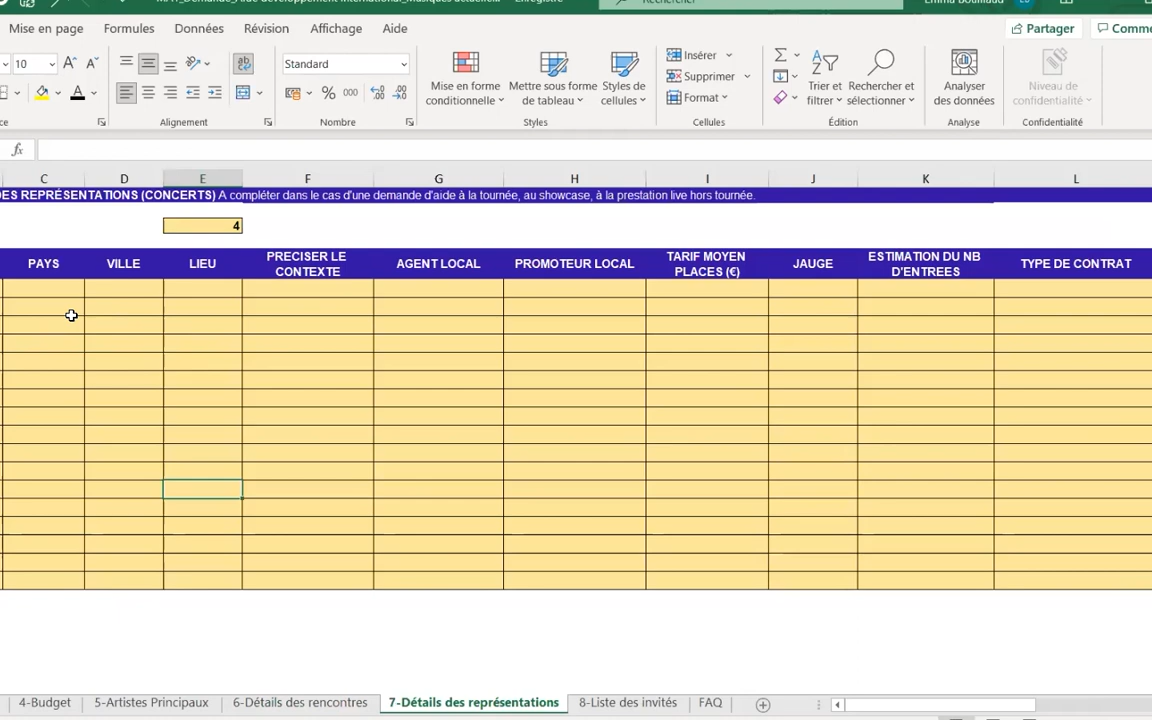 Rechercher
Mise en page Formules Données Révision Affichage Aide Partager Comme
10 Standard
Mise en forme conditionnelle
Mettre sous forme de tableau
Styles de cellules
Insérer
Supprimer
Format
Trier et filtrer
Rechercher et sélectionner
Analyser des données
Niveau de confidentialité
% 000
Alignement Nombre Styles Cellules Édition Analyse Confidentialité
fx
C D E F G H I J K L
DES REPRÉSENTATIONS (CONCERTS) A compléter dans le cas d'une demande d'aide à la tournée, au showcase, à la prestation live hors tournée.
4
PAYS
VILLE
LIEU
PRECISER LE CONTEXTE
AGENT LOCAL
PROMOTEUR LOCAL
TARIF MOYEN PLACES (€)
JAUGE
ESTIMATION DU NB D'ENTREES
TYPE DE CONTRAT
4-Budget 5-Artistes Principaux 6-Détails des rencontres 7-Détails des représentations 8-Liste des invités FAQ